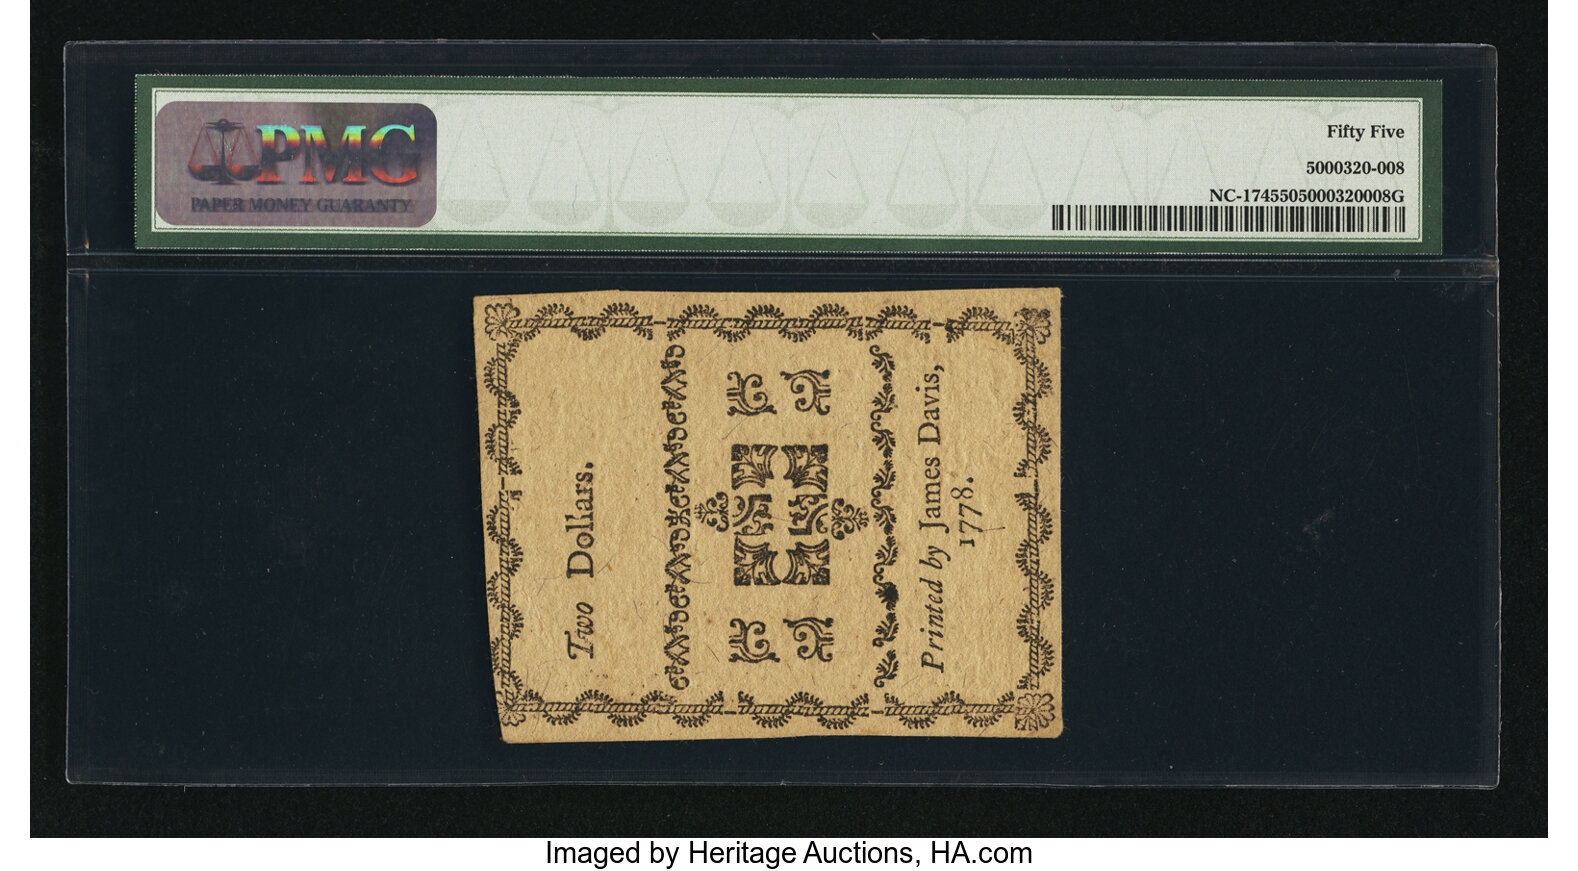 PMG
PAPER MONEY GUARANTY
Fifty Five
5000320-008
NC-1745505000320008G
Two Dollars.
Printed by James Davis,
1778.
Imaged by Heritage Auctions, HA.com